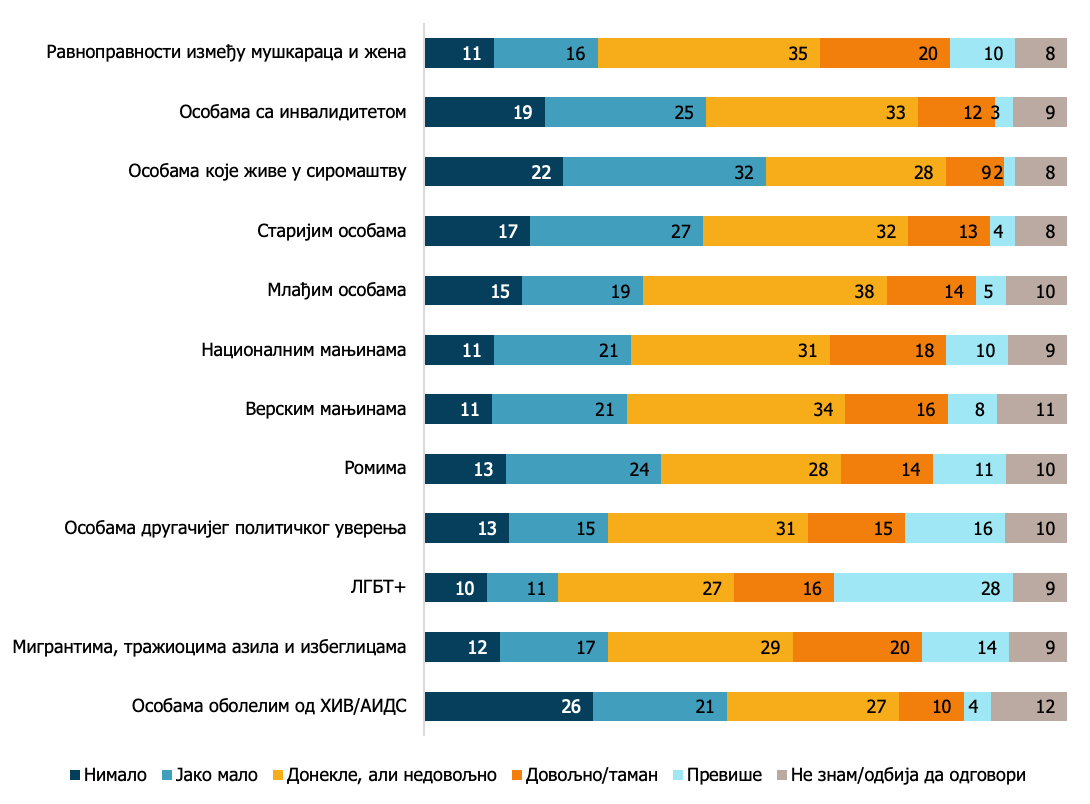 Равноправности између мушкараца и жена 11 16 35 20 10 8
Особама са инвалидитетом 19 25 33 12 3 9
Особама које живе у сиромаштву 22 32 28 9 2 8
Старијим особама 17 27 32 13 4 8
Млађим особама 15 19 38 14 5 10
Националним мањинама 11 21 31 18 10 9
Верским мањинама 11 21 34 16 8 11
Ромима 13 24 28 14 11 10
Особама другачијег политичког уверења 13 15 31 15 16 10
ЛГБТ+ 10 11 27 16 28 9
Мигрантима, тражиоцима азила и избеглицама 12 17 29 20 14 9
Особама оболелим од ХИВ/АИДС 26 21 27 10 4 12
Нимало Јако мало Донекле, али недовољно Довољно/таман Превише Не знам/одбија да одговори